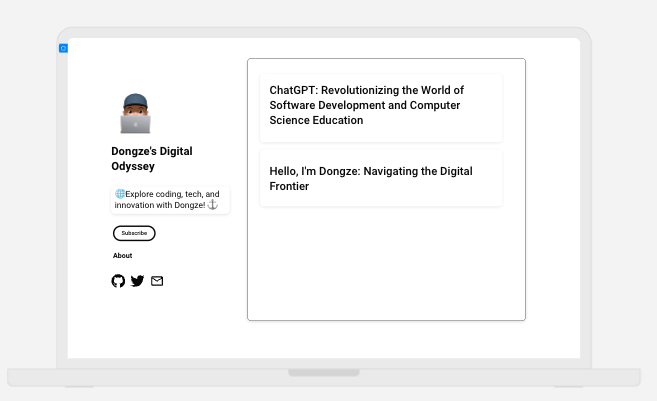 Dongze's Digital
Odyssey
🌐Explore coding, tech, and
innovation with Dongze! ⚓
Subscribe
About
ChatGPT: Revolutionizing the World of
Software Development and Computer
Science Education
Hello, I'm Dongze: Navigating the Digital
Frontier